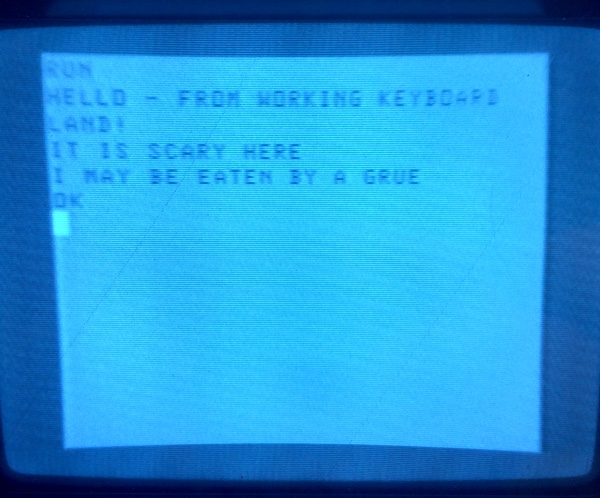 RUN
HELLO - FROM WORKING KEYBOARD
LAND!
IT IS SCARY HERE
I MAY BE EATEN BY A GRUE
OK